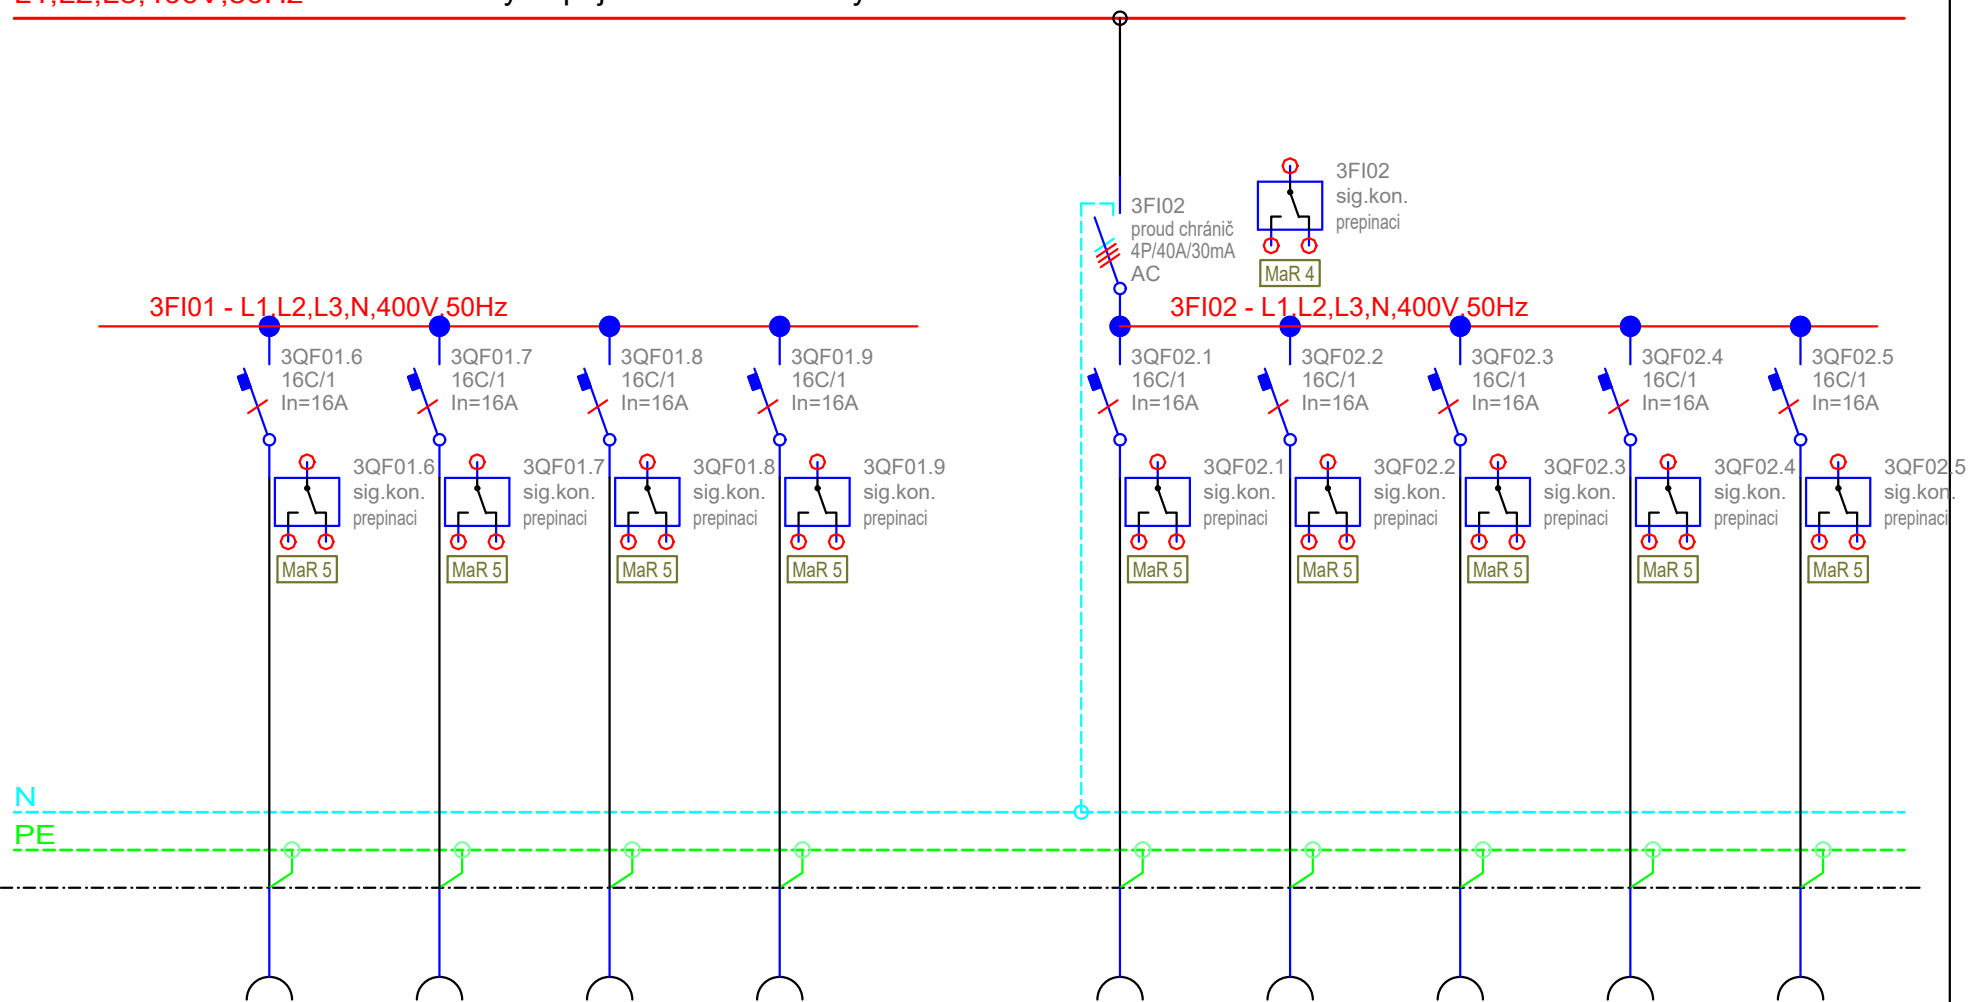 3FI02
sig.kon.
prepinaci
MaR 4
3FI02
proud chránič
4P/40A/30mA
AC
3FI01 - L1,L2,L3,N,400V,50Hz
3FI02 - L1,L2,L3,N,400V,50Hz
3QF01.6
16C/1
In=16A
3QF01.7
16C/1
In=16A
3QF01.8
16C/1
In=16A
3QF01.9
16C/1
In=16A
3QF02.1
16C/1
In=16A
3QF02.2
16C/1
In=16A
3QF02.3
16C/1
In=16A
3QF02.4
16C/1
In=16A
3QF02.5
16C/1
In=16A
3QF01.6
sig.kon.
prepinaci
MaR 5
3QF01.7
sig.kon.
prepinaci
MaR 5
3QF01.8
sig.kon.
prepinaci
MaR 5
3QF01.9
sig.kon.
prepinaci
MaR 5
3QF02.1
sig.kon.
prepinaci
MaR 5
3QF02.2
sig.kon.
prepinaci
MaR 5
3QF02.3
sig.kon.
prepinaci
MaR 5
3QF02.4
sig.kon.
prepinaci
MaR 5
3QF02.5
sig.kon.
prepinaci
MaR 5
N
PE